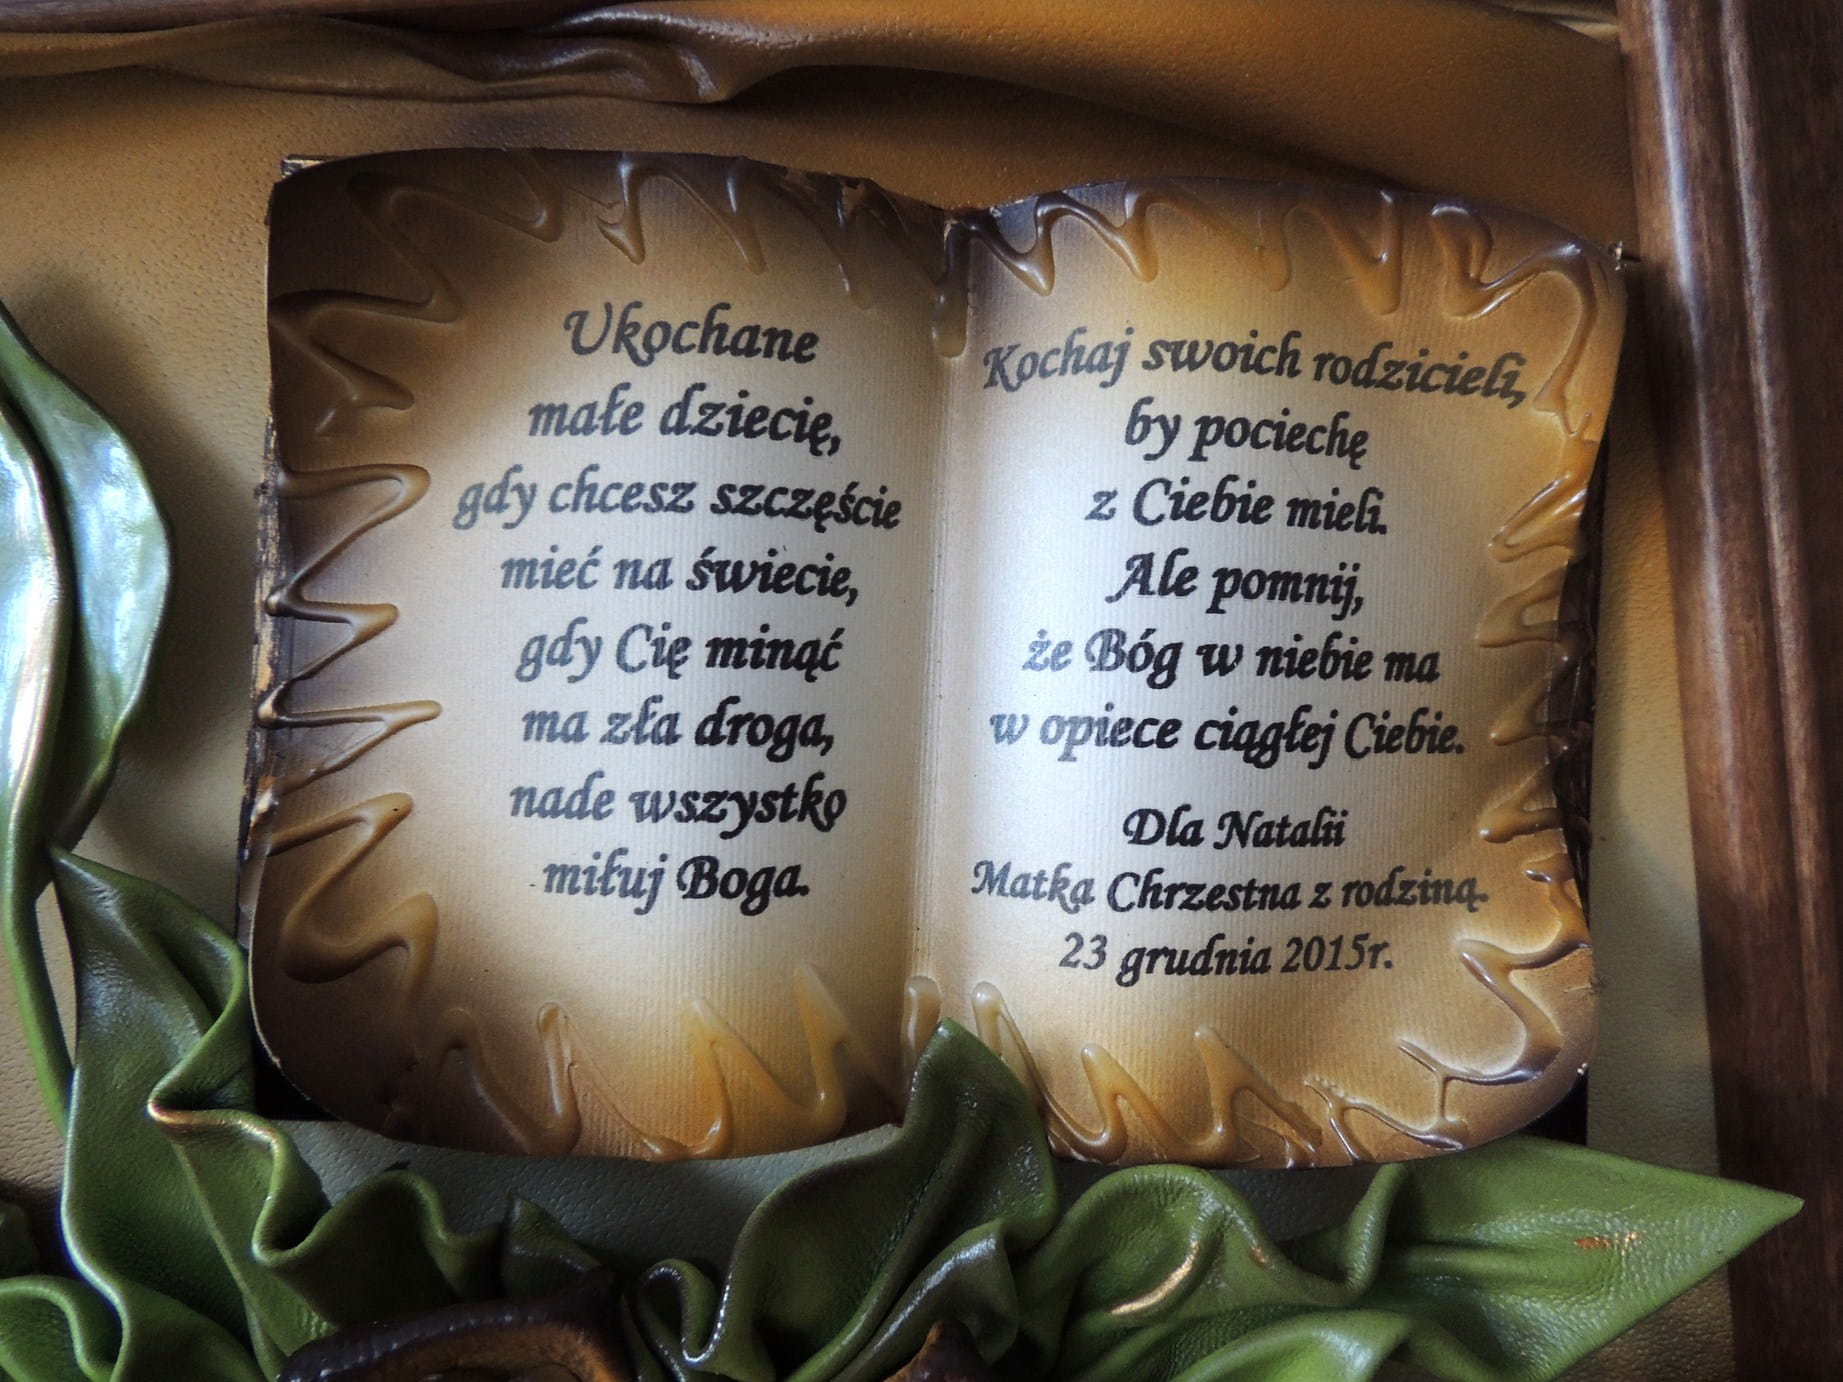 Ukochane
małe dziecię,
gdy chcesz szczęście
mieć na świecie,
gdy Cię minąć
ma zła droga,
nade wszystko
miłuj Boga.
Kochaj swoich rodzicieli,
by pociechę
z Ciebie mieli.
Ale pomnij,
że Bóg w niebie ma
w opiece ciągłej Ciebie.
Dla Natalii
Matka Chrzestna z rodziną.
23 grudnia 2015r.